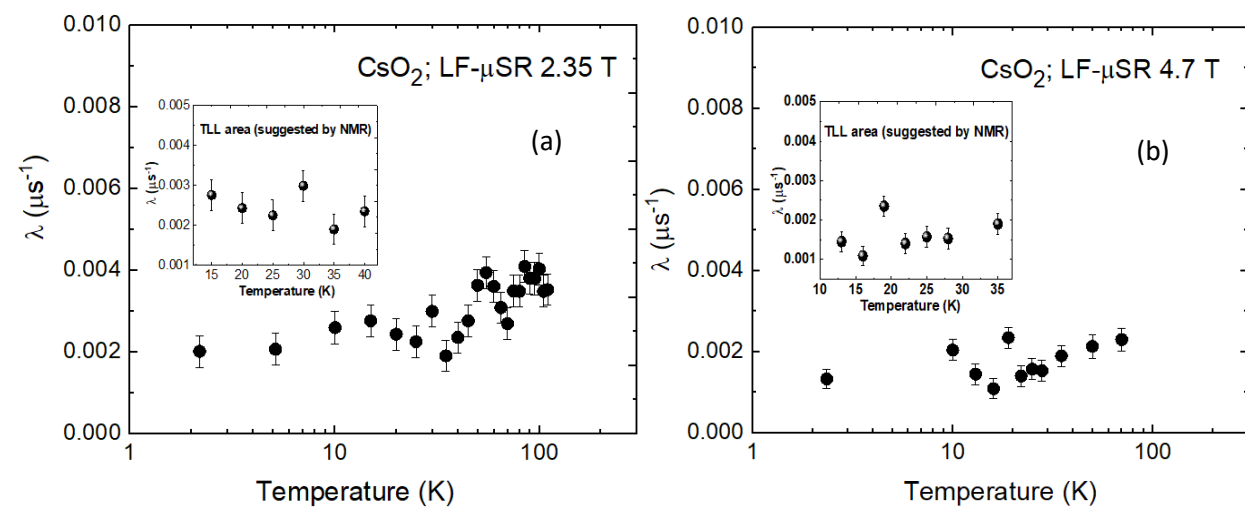 0.010
0.008
0.006
0.004
0.002
0.000
λ (μs-1)
1
10
100
Temperature (K)
CsO2; LF-μSR 2.35 T
(a)
0.005
0.004
0.003
0.002
0.001
λ (μs-1)
TLL area (suggested by NMR)
15 20 25 30 35 40
Temperature (K)
0.010
0.008
0.006
0.004
0.002
0.000
λ (μs-1)
1
10
100
Temperature (K)
CsO2; LF-μSR 4.7 T
(b)
0.005
0.004
0.003
0.002
0.001
λ (μs-1)
TLL area (suggested by NMR)
10 15 20 25 30 35
Temperature (K)